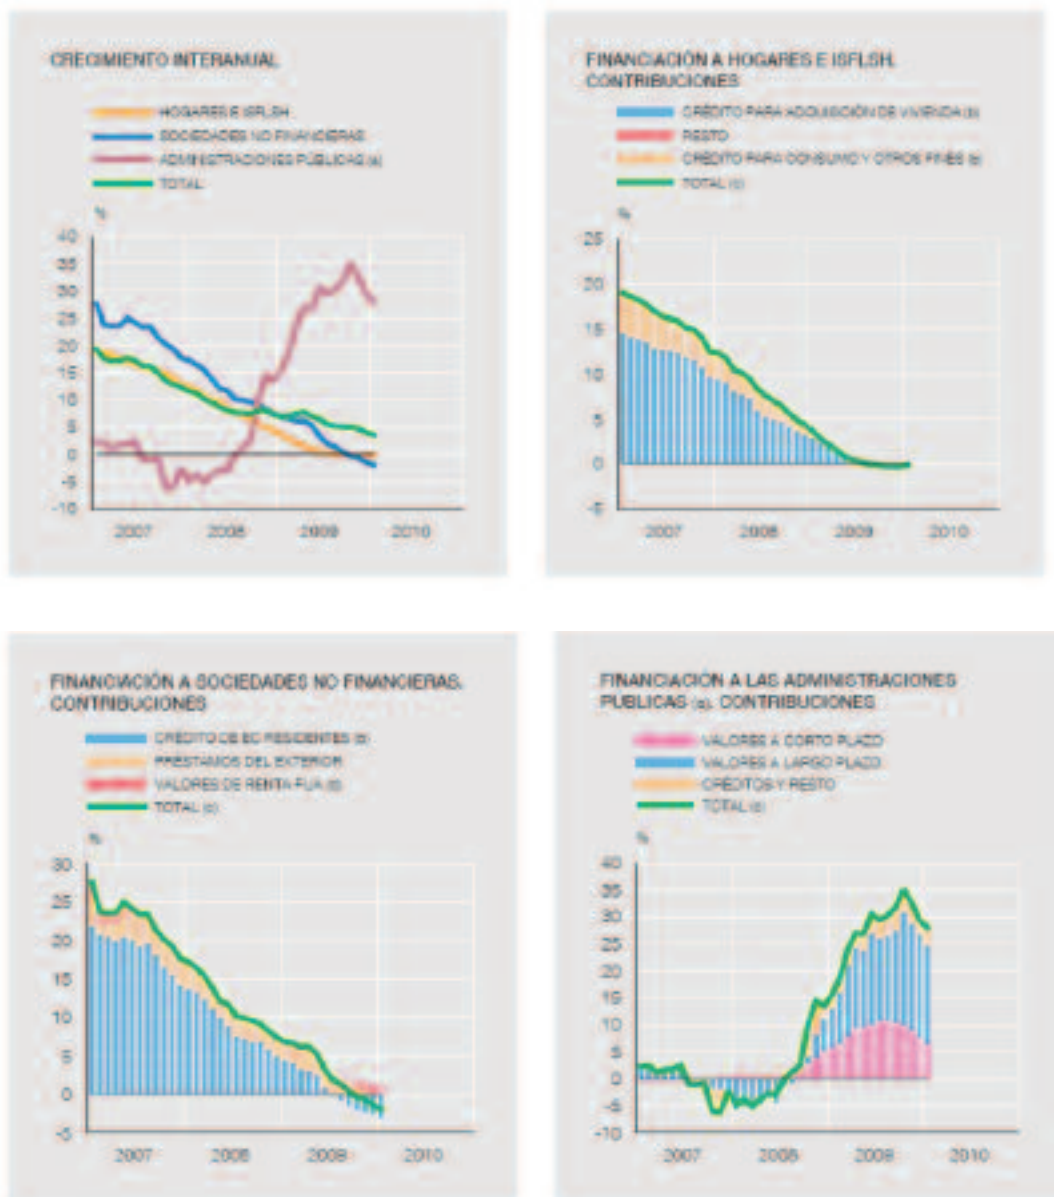 CRECIMIENTO INTERANUAL
HOGARES E ISFLSH
SOCIEDADES NO FINANCIERAS
ADMINISTRACIONES PÚBLICAS (a)
TOTAL
%
40
35
30
25
20
15
10
5
0
-5
-10
2007 2008 2009 2010
FINANCIACIÓN A HOGARES E ISFLSH.
CONTRIBUCIONES
CRÉDITO PARA ADQUISICIÓN DE VIVIENDA (b)
RESTO
CRÉDITO PARA CONSUMO Y OTROS FINES (b)
TOTAL (c)
%
25
20
15
10
5
0
-5
2007 2008 2009 2010
FINANCIACIÓN A SOCIEDADES NO FINANCIERAS.
CONTRIBUCIONES
CRÉDITO DE EC RESIDENTES (b)
PRÉSTAMOS DEL EXTERIOR
VALORES DE RENTA FIJA
TOTAL (c)
%
30
25
20
15
10
5
0
-5
2007 2008 2009 2010
FINANCIACIÓN A LAS ADMINISTRACIONES
PÚBLICAS (a). CONTRIBUCIONES
VALORES A CORTO PLAZO
VALORES A LARGO PLAZO
CRÉDITOS Y RESTO
TOTAL (c)
%
40
35
30
25
20
15
10
5
0
-5
-10
2007 2008 2009 2010